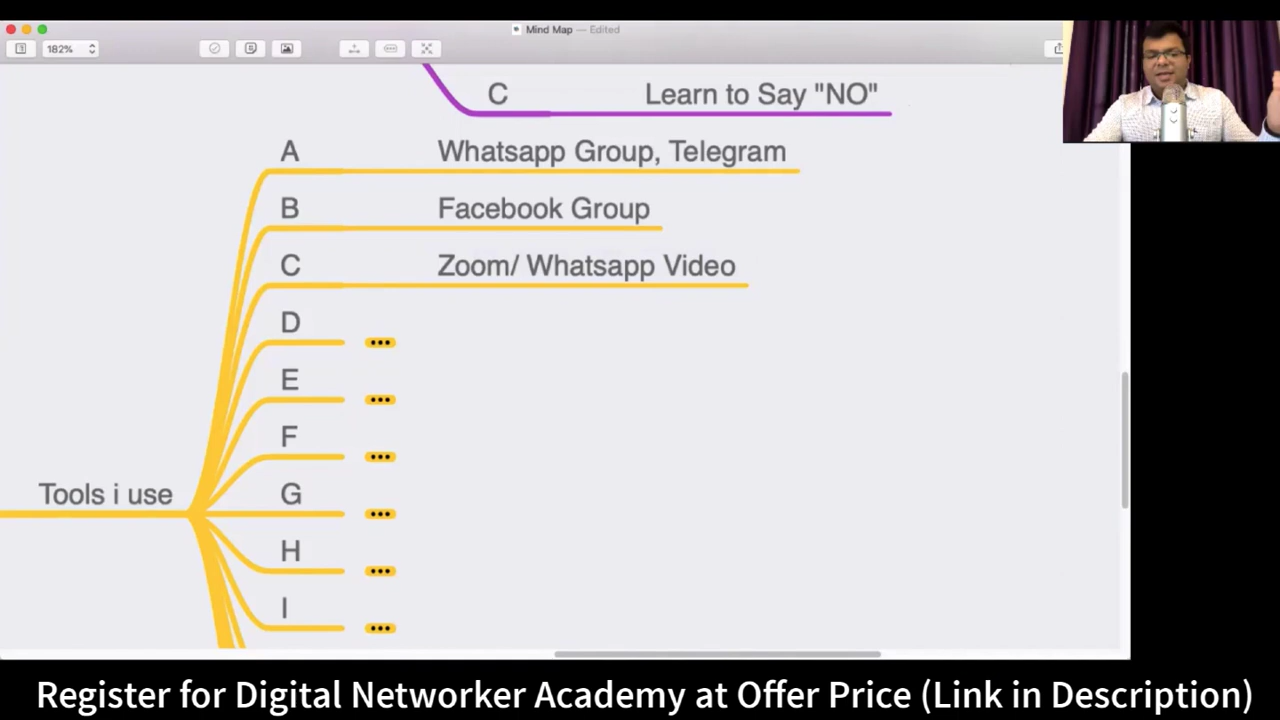 Mind Map — Edited
182%
C Learn to Say "NO"
A Whatsapp Group, Telegram
B Facebook Group
C Zoom/ Whatsapp Video
D
E
F
Tools i use G
H
I
Register for Digital Networker Academy at Offer Price (Link in Description)